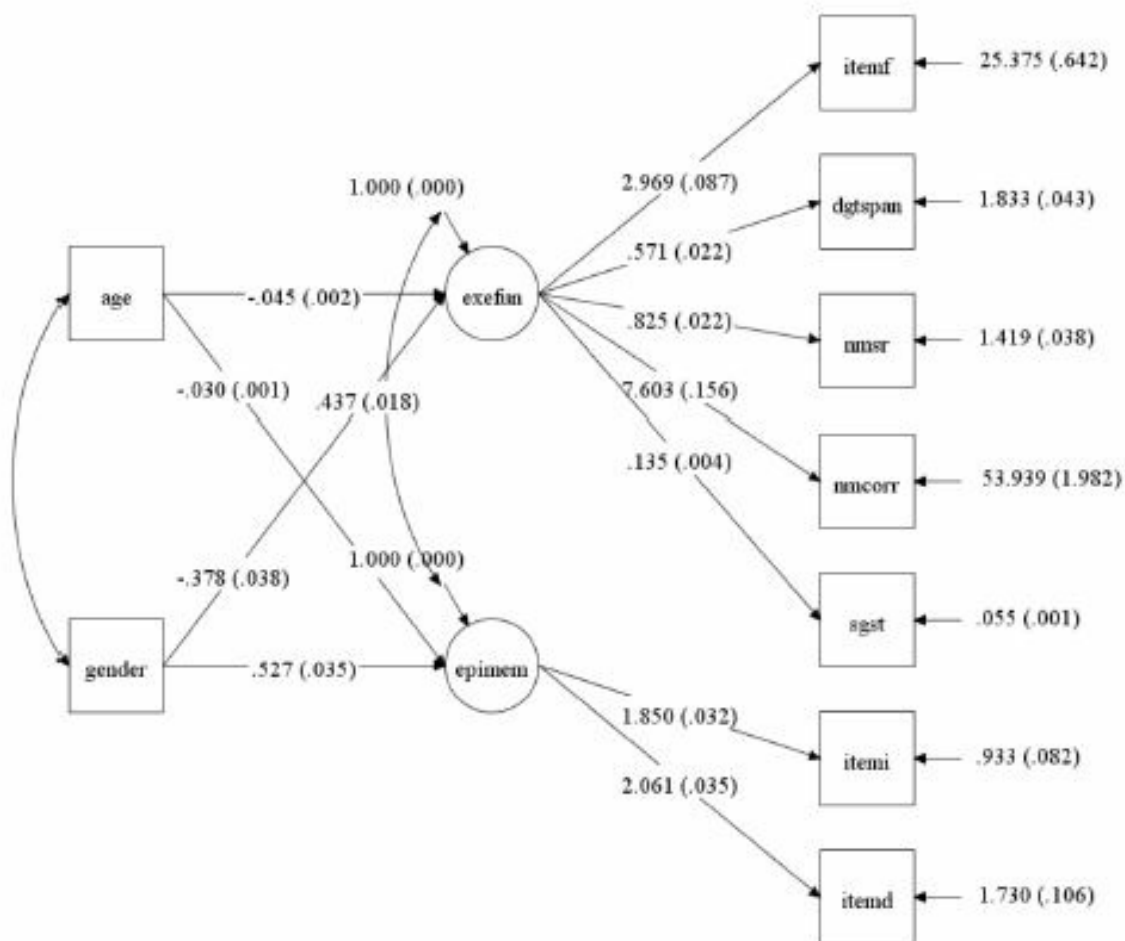 itemf
25.375 (.642)
2.969 (.087)
1.000 (.000)
dgtspan
1.833 (.043)
.571 (.022)
age
-.045 (.002)
exefun
.825 (.022)
nmsr
1.419 (.038)
-.030 (.001)
.437 (.018)
7.603 (.156)
.135 (.004)
nmcorr
53.939 (1.982)
1.000 (.000)
-.378 (.038)
sgst
.055 (.001)
gender
.527 (.035)
epimem
1.850 (.032)
itemi
.933 (.082)
2.061 (.035)
itemd
1.730 (.106)